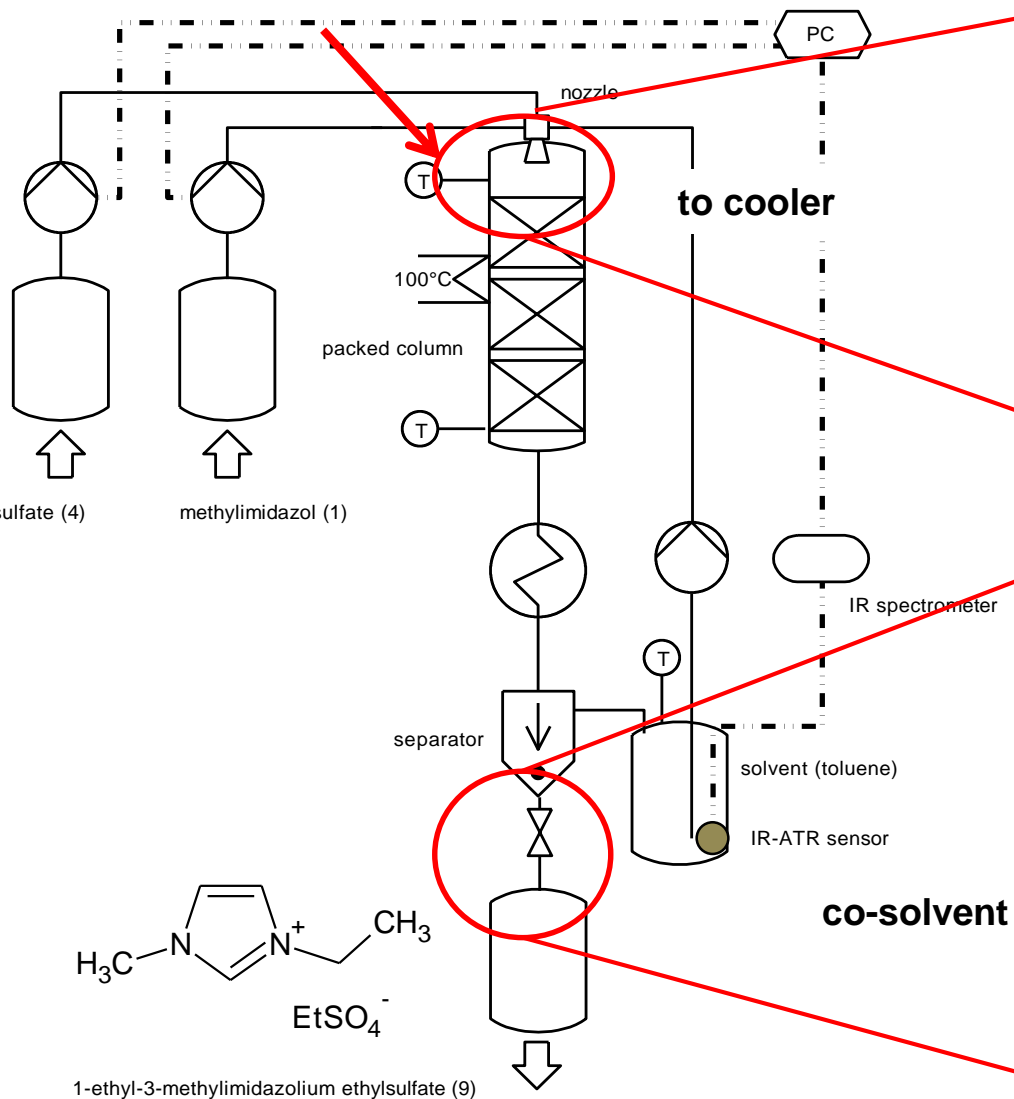 PC
nozzle
T
to cooler
100°C
packed column
T
sulfate (4)
methylimidazol (1)
IR spectrometer
T
separator
solvent (toluene)
IR-ATR sensor
co-solvent
N
N+
CH3
H3C
EtSO4-
1-ethyl-3-methylimidazolium ethylsulfate (9)